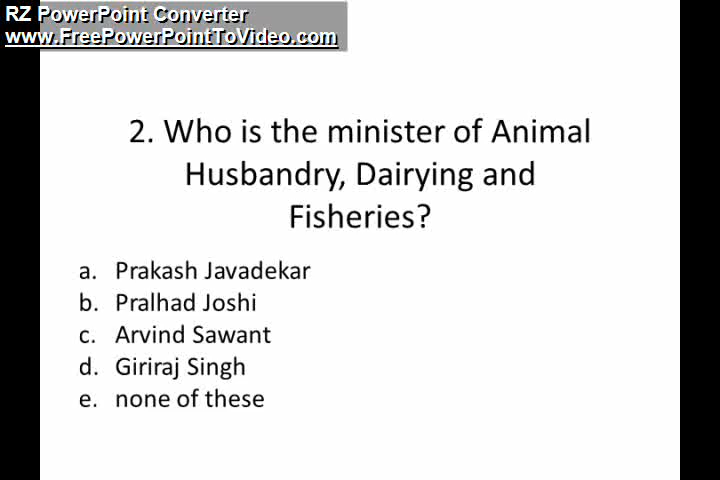 RZ PowerPoint Converter
www.FreePowerPointToVideo.com
2. Who is the minister of Animal
Husbandry, Dairying and
Fisheries?
a. Prakash Javadekar
b. Pralhad Joshi
c. Arvind Sawant
d. Giriraj Singh
e. none of these